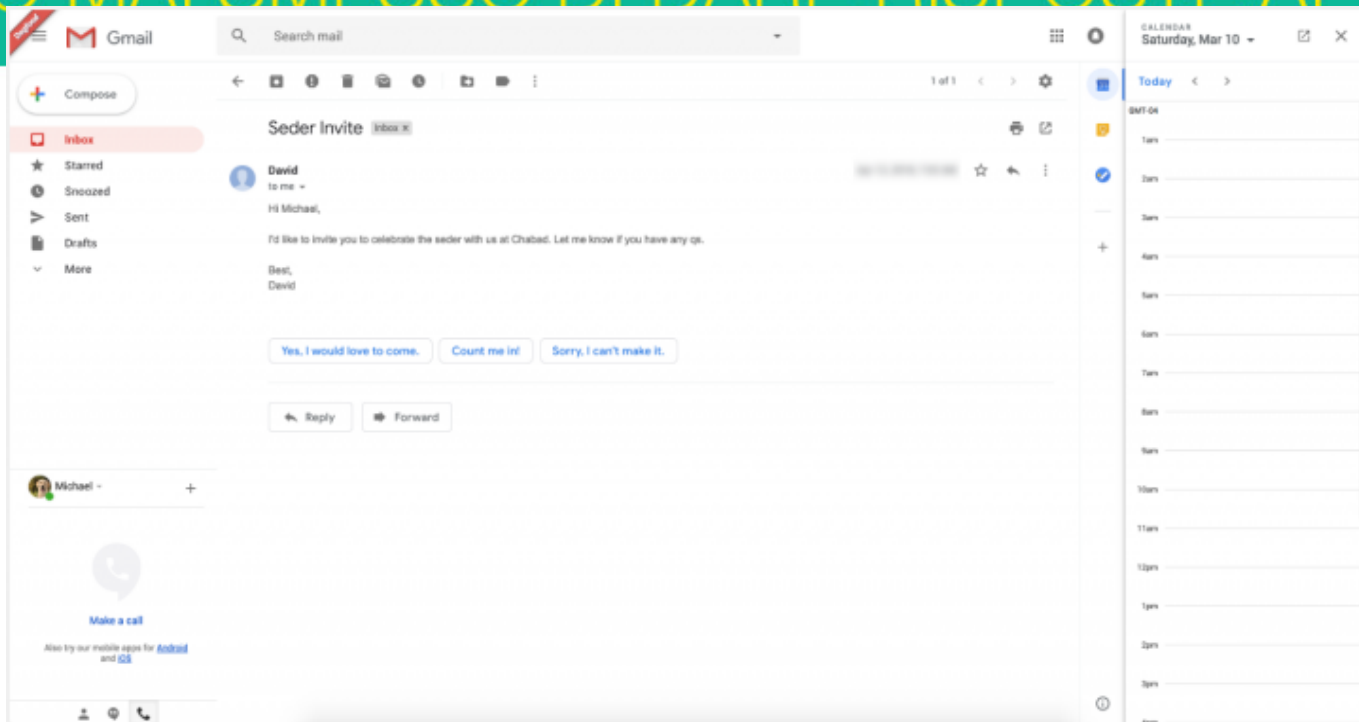 Gmail
Search mail
CALENDAR
Saturday, Mar 10
Compose
1 of 1
Today
GMT-04
Seder Invite Inbox x
Inbox
Starred
Snoozed
Sent
Drafts
More
David
to me
Hi Michael,
I'd like to invite you to celebrate the seder with us at Chabad. Let me know if you have any qs.
Best,
David
Yes, I would love to come. Count me in! Sorry, I can't make it.
Reply Forward
Michael
Make a call
Also try our mobile apps for Android
and iOS
1am
2am
3am
4am
5am
6am
7am
8am
9am
10am
11am
12pm
1pm
2pm
3pm